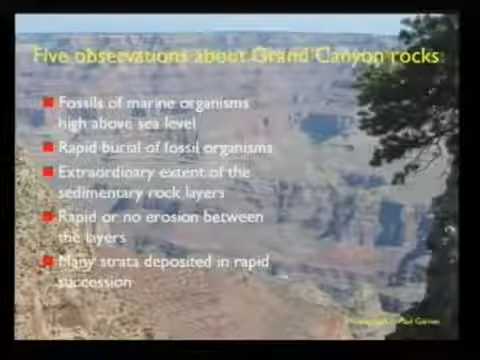 Five observations about Grand Canyon rocks
Fossils of marine organisms
high above sea level
Rapid burial of fossil organisms
Extraordinary extent of the
sedimentary rock layers
Rapid or no erosion between
the layers
Many strata deposited in rapid
succession
Paul Garner